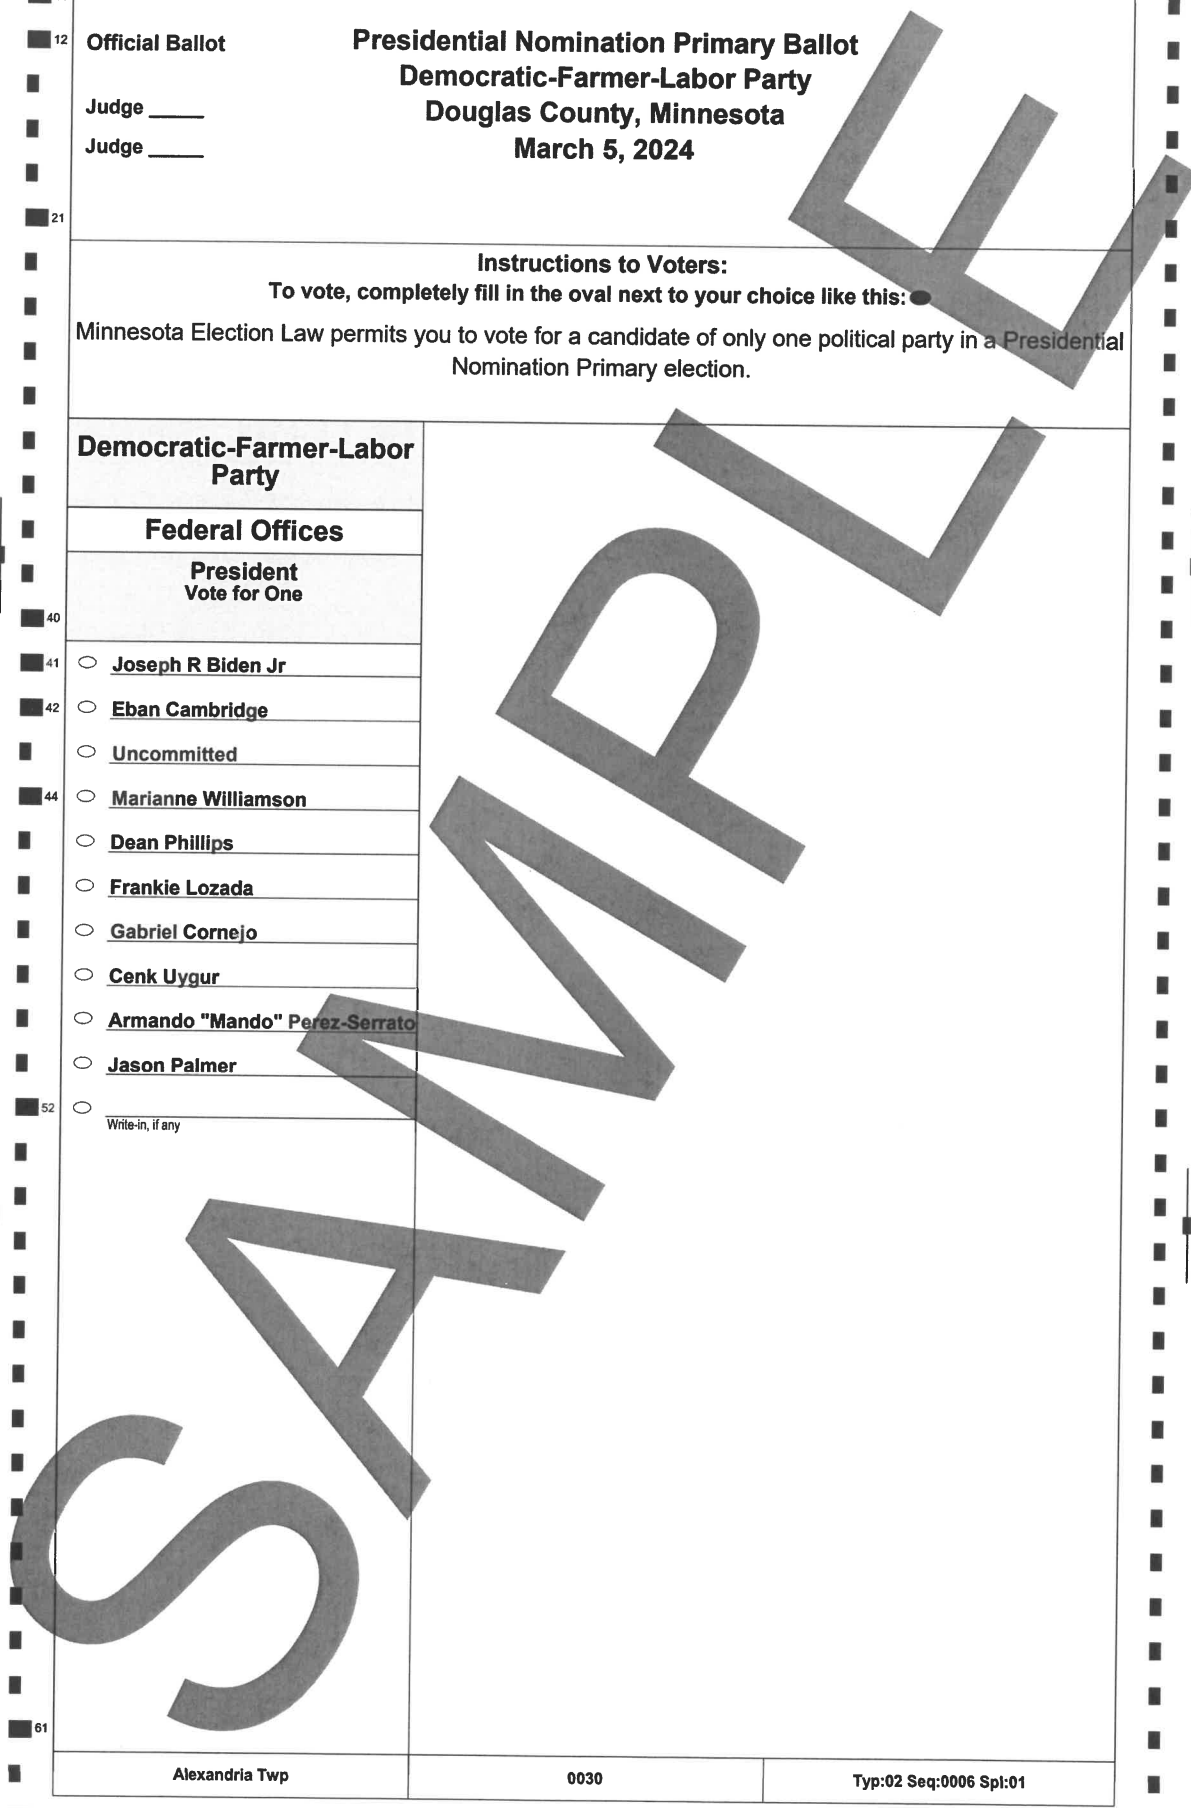 12
Official Ballot
Judge ____
Judge ____
Presidential Nomination Primary Ballot
Democratic-Farmer-Labor Party
Douglas County, Minnesota
March 5, 2024
21
Instructions to Voters:
To vote, completely fill in the oval next to your choice like this:
Minnesota Election Law permits you to vote for a candidate of only one political party in a Presidential
Nomination Primary election.
Democratic-Farmer-Labor
Party
Federal Offices
President
Vote for One
40
41 Joseph R Biden Jr
42 Eban Cambridge
Uncommitted
44 Marianne Williamson
Dean Phillips
Frankie Lozada
Gabriel Cornejo
Cenk Uygur
Armando "Mando" Perez-Serrato
Jason Palmer
52
Write-in, if any
SAMPLE
61
Alexandria Twp
0030
Typ:02 Seq:0006 Spl:01